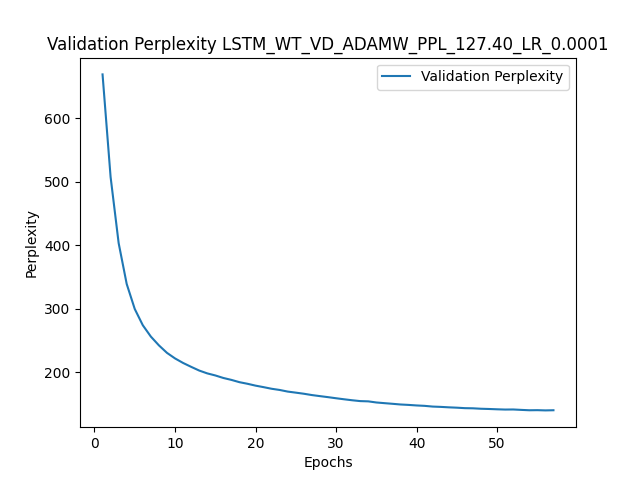 Validation Perplexity LSTM_WT_VD_ADAMW_PPL_127.40_LR_0.0001
Validation Perplexity
600
500
400
300
200
Perplexity
0 10 20 30 40 50
Epochs